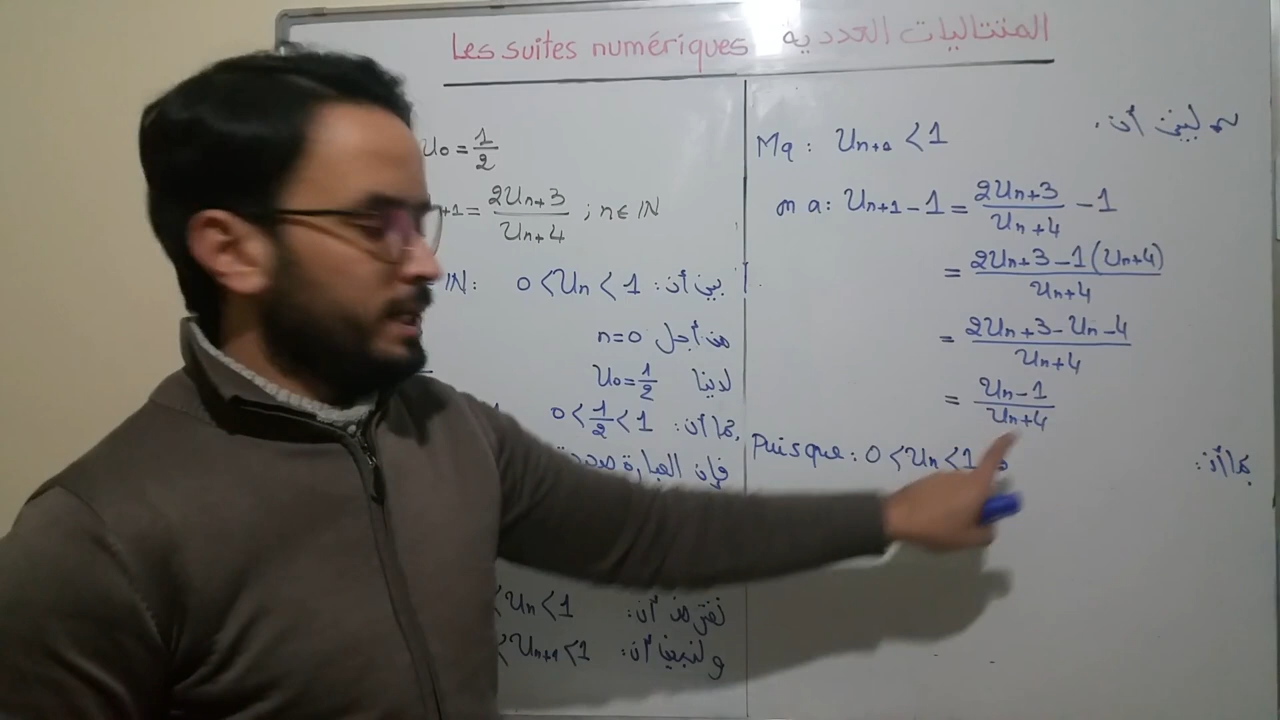 Les suites numériques المتتاليات العددية
U0 = 1/2
n+1 = (2Un+3)/(Un+4) ; n ∈ IN
IN: 0<Un<1 بين أن:
من أجل n=0
لدينا U0=1/2
بما أن: 0<1/2<1
فإن العبارة صحيحة
نفترض أن: <Un<1
و لنبين أن: <Un+1<1
لنبين أن.
Mq: Un+1 <1
On a: Un+1 -1 = (2Un+3)/(Un+4) -1
= (2Un+3-1(Un+4))/(Un+4)
= (2Un+3-Un-4)/(Un+4)
= (Un-1)/(Un+4)
Puisque: 0<Un<1 بما أن: